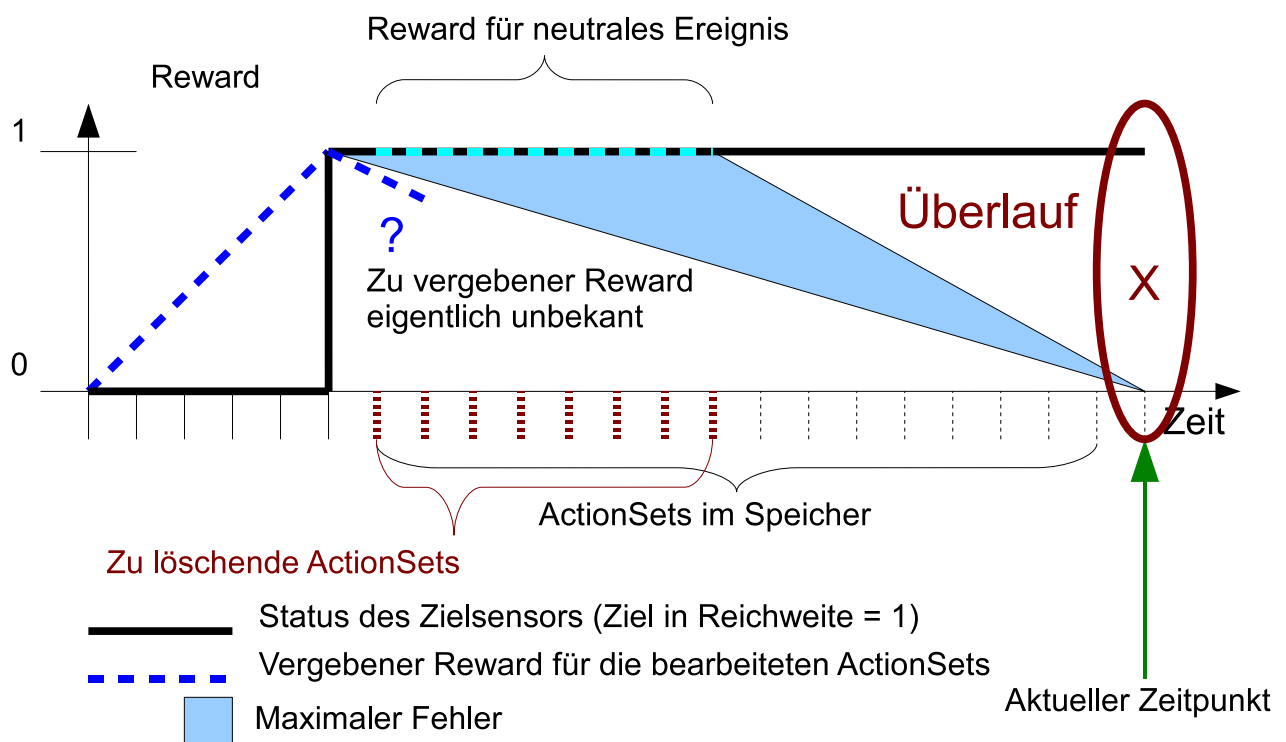 Reward für neutrales Ereignis
Reward
1
Überlauf
?
X
Zu vergebener Reward
eigentlich unbekant
0
Zeit
ActionSets im Speicher
Zu löschende ActionSets
Status des Zielsensors (Ziel in Reichweite = 1)
Vergebener Reward für die bearbeiteten ActionSets
Aktueller Zeitpunkt
Maximaler Fehler